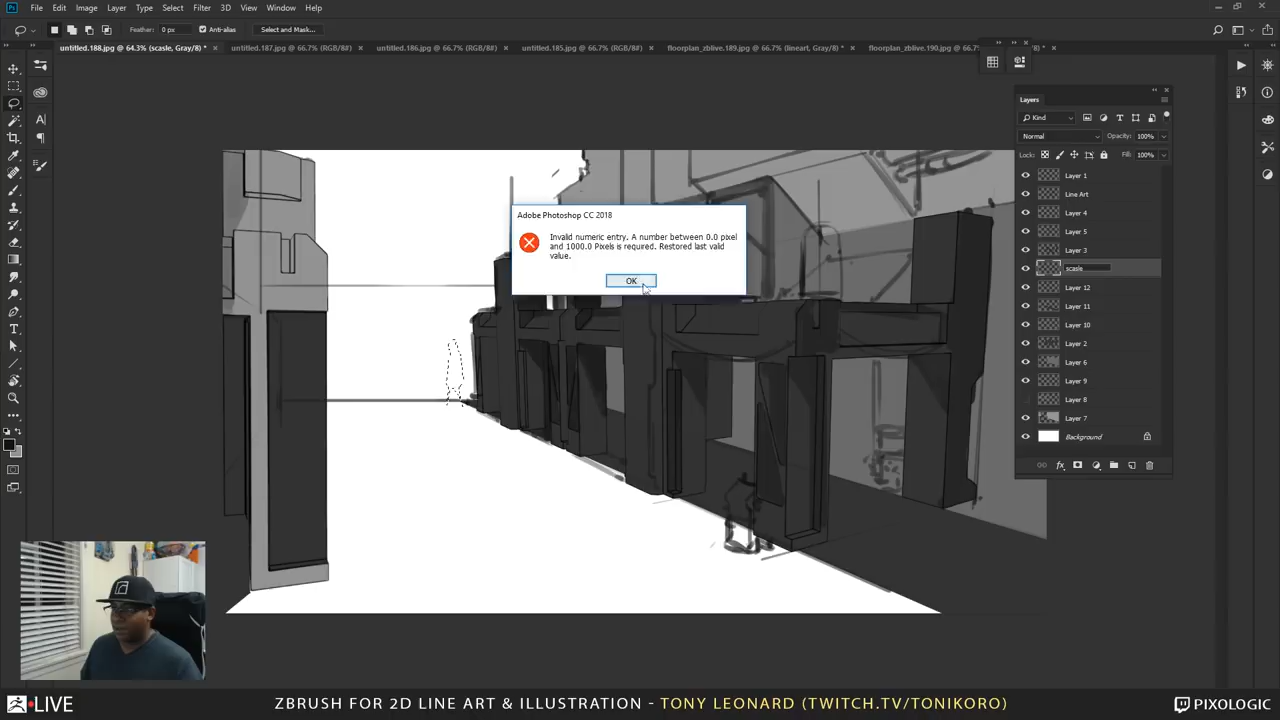 Ps File Edit Image Layer Type Select Filter 3D View Window Help
Feather: 0 px Anti-alias Select and Mask...
untitled.188.jpg @ 64.3% (scasle, Gray/8) * × untitled.187.jpg @ 66.7% (RGB/8#) × untitled.186.jpg @ 66.7% (RGB/8#) × untitled.185.jpg @ 66.7% (RGB/8#) × floorplan_zblive.189.jpg @ 66.7% (lineart, Gray/8) * × floorplan_zblive.190.jpg @ 66.7% /8) * ×
Layers
Kind
Normal Opacity: 100%
Lock: Fill: 100%
Layer 1
Line Art
Layer 4
Layer 5
Layer 3
scasle
Layer 12
Layer 11
Layer 10
Layer 2
Layer 6
Layer 9
Layer 8
Layer 7
Background
fx
Adobe Photoshop CC 2018
Invalid numeric entry. A number between 0.0 pixel
and 1000.0 Pixels is required. Restored last valid
value.
OK
LIVE
ZBRUSH FOR 2D LINE ART & ILLUSTRATION - TONY LEONARD (TWITCH.TV/TONIKORO)
PIXOLOGIC